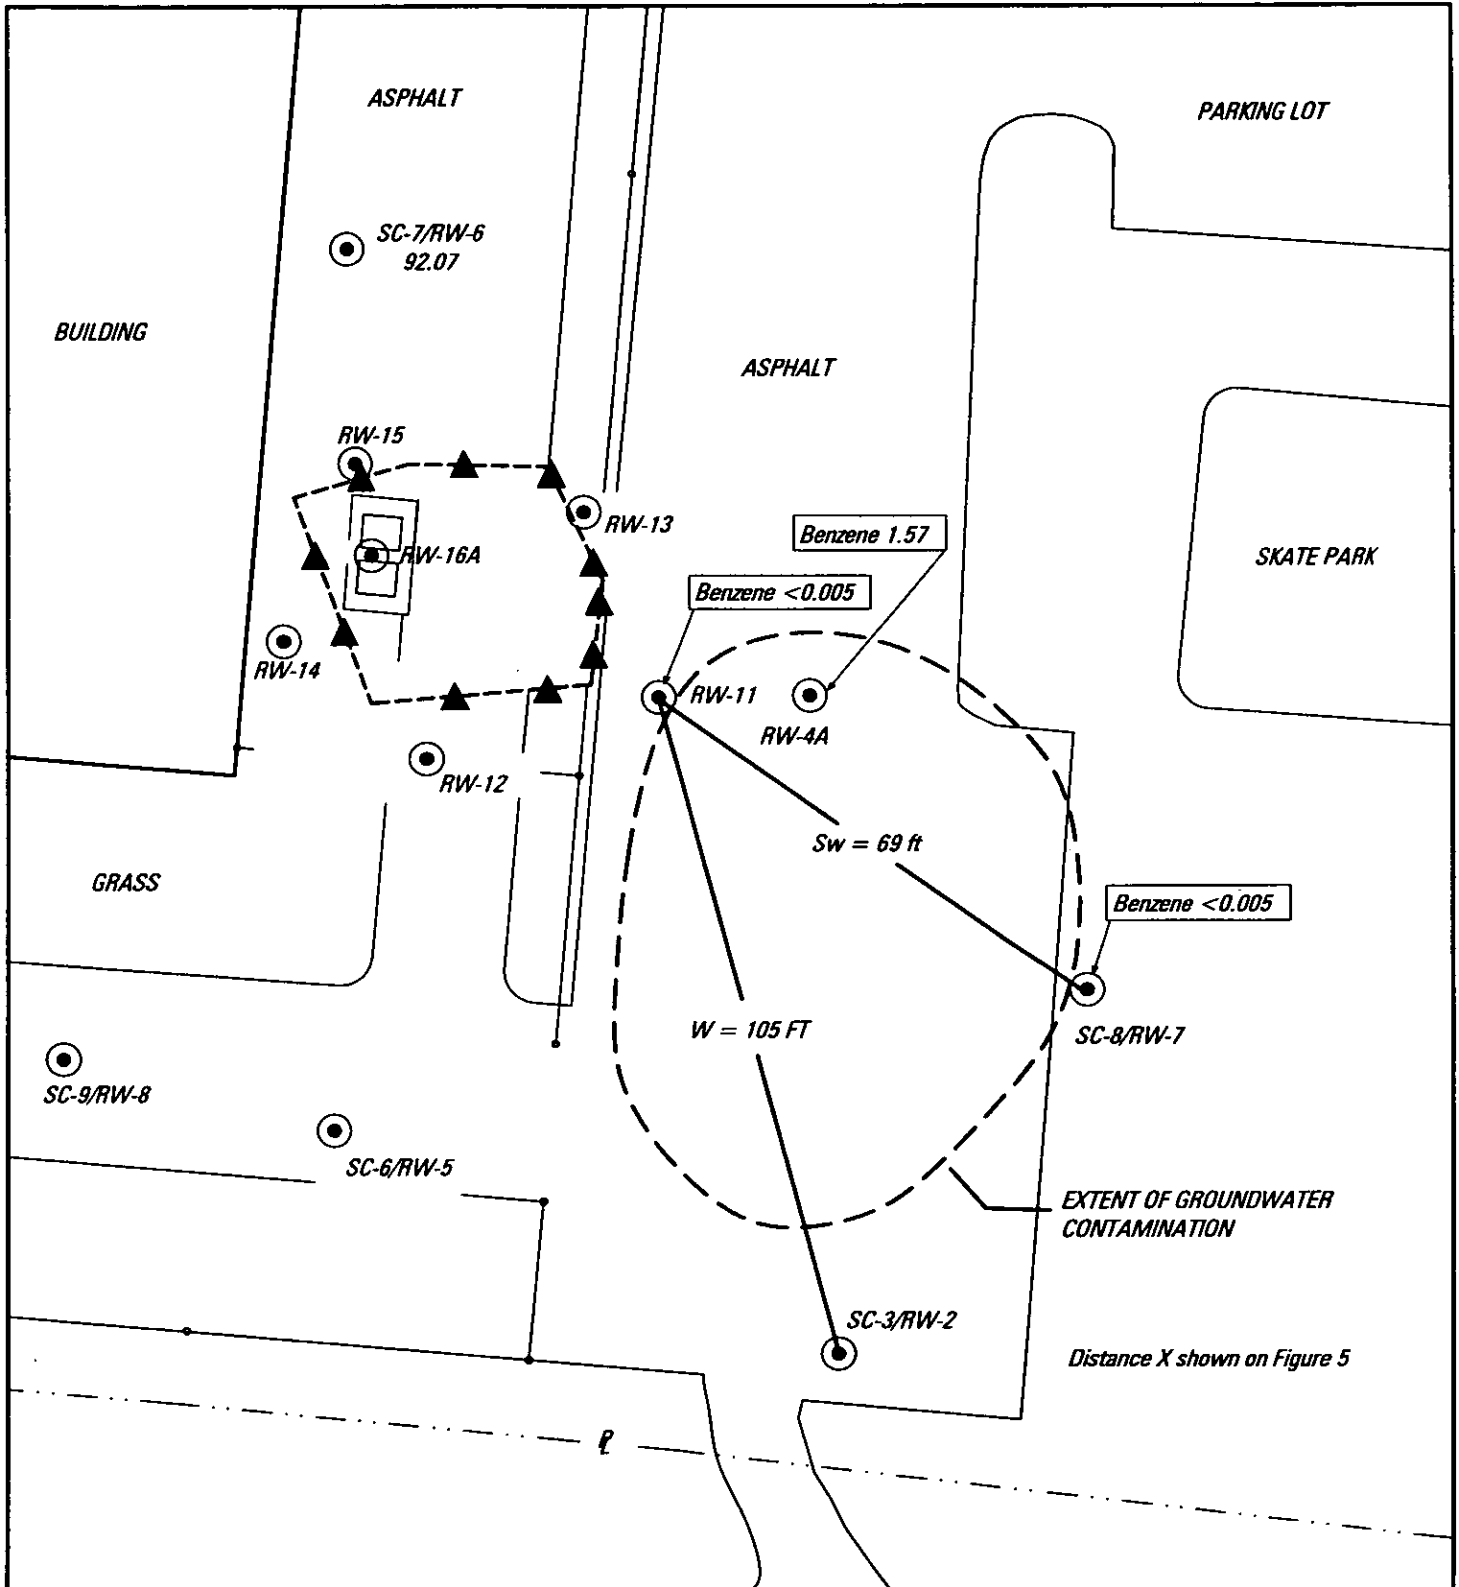 ASPHALT
PARKING LOT
SC-7/RW-6
92.07
BUILDING
ASPHALT
RW-15
RW-13
Benzene 1.57
RW-16A
SKATE PARK
Benzene <0.005
RW-14
RW-11
RW-4A
RW-12
Sw = 69 ft
GRASS
Benzene <0.005
W = 105 FT
SC-8/RW-7
SC-9/RW-8
SC-6/RW-5
EXTENT OF GROUNDWATER
CONTAMINATION
SC-3/RW-2
Distance X shown on Figure 5
PL